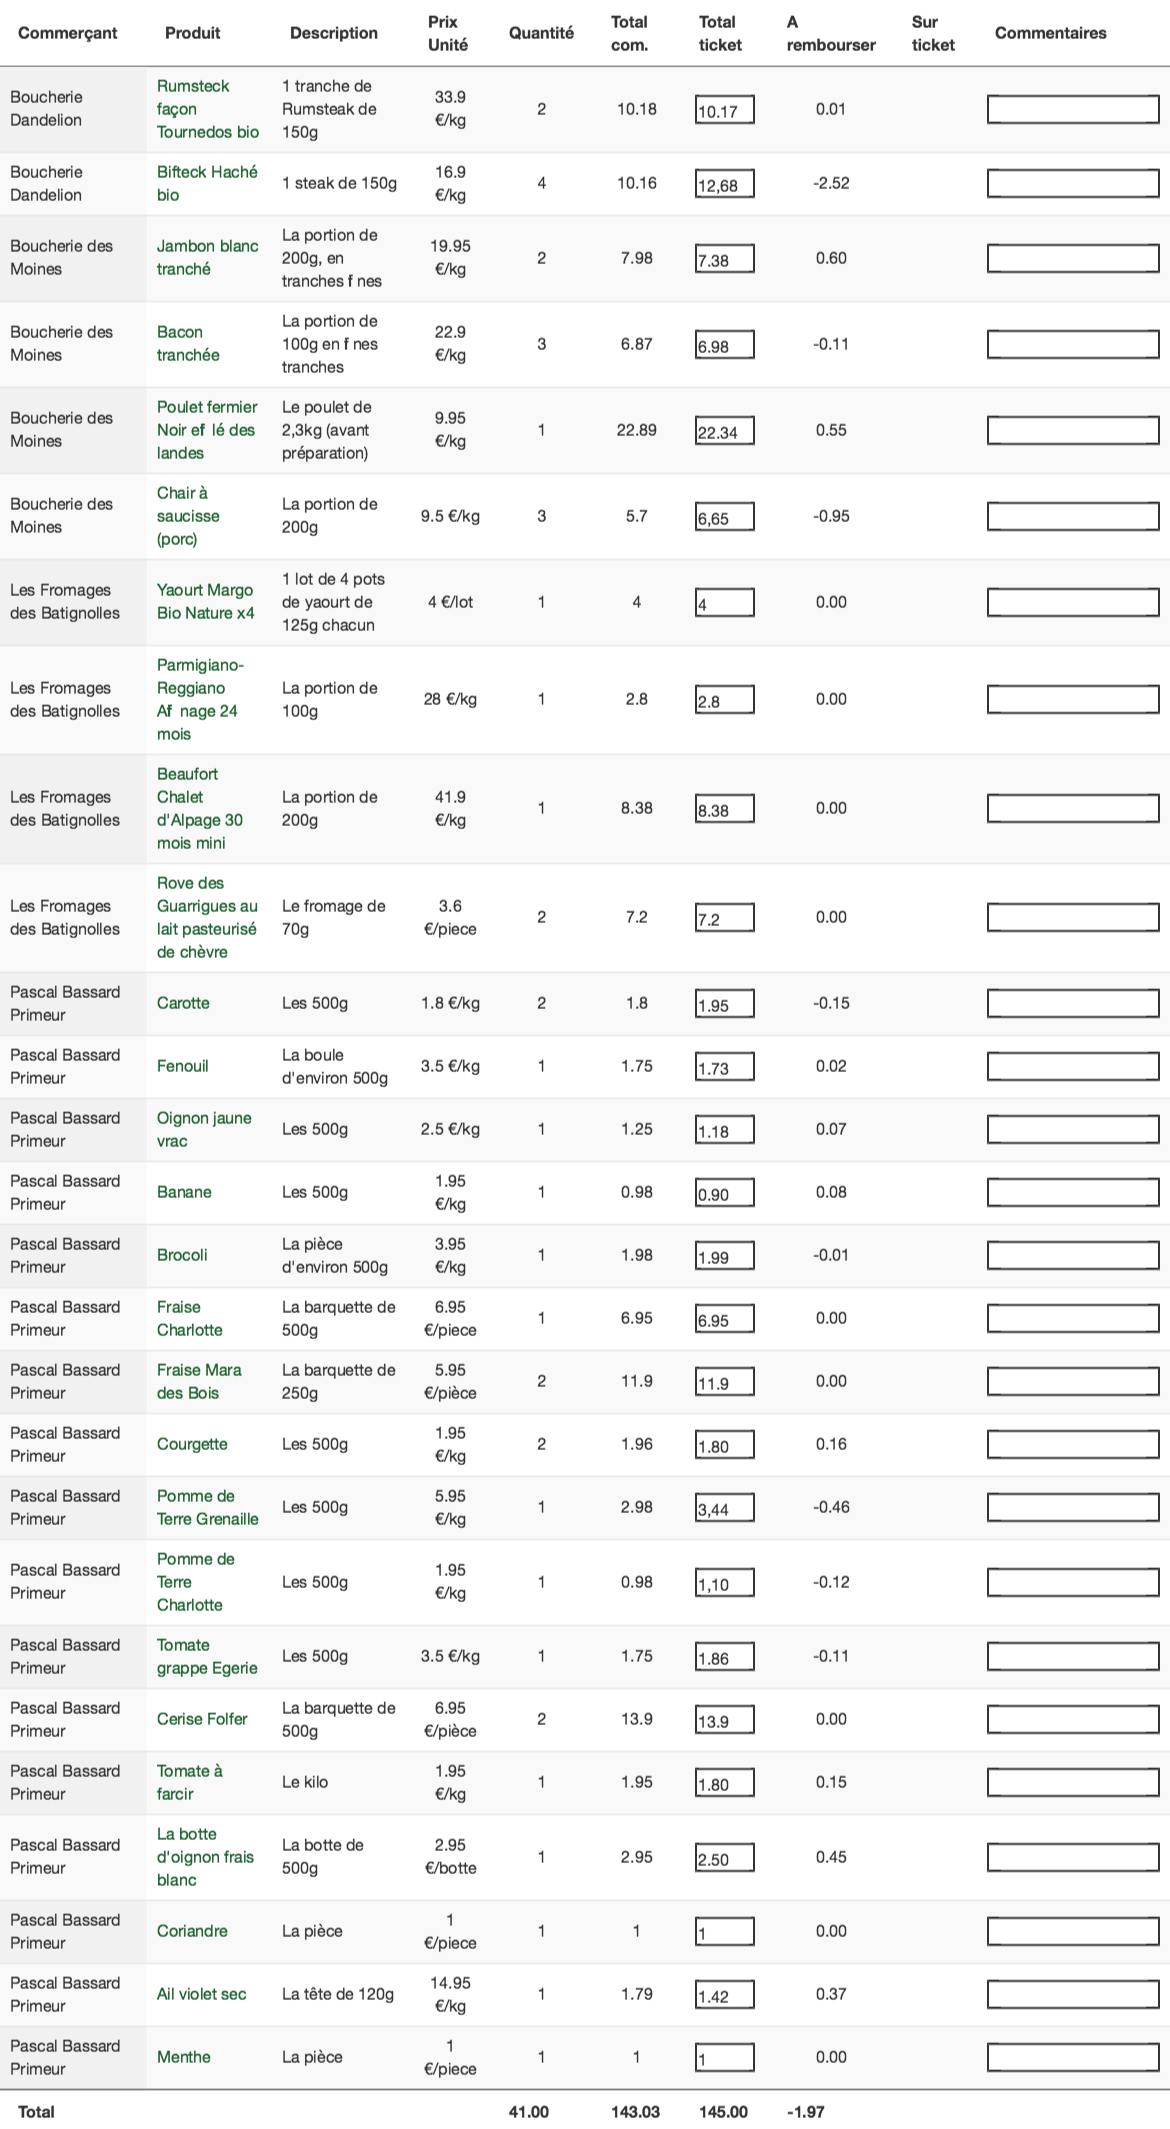 Commerçant Produit Description Prix Unité Quantité Total com. Total ticket A rembourser Sur ticket Commentaires
Boucherie Dandelion Rumsteck façon Tournedos bio 1 tranche de Rumsteak de 150g 33.9 €/kg 2 10.18 10.17 0.01
Boucherie Dandelion Bifteck Haché bio 1 steak de 150g 16.9 €/kg 4 10.16 12,68 -2.52
Boucherie des Moines Jambon blanc tranché La portion de 200g, en tranches f nes 19.95 €/kg 2 7.98 7.38 0.60
Boucherie des Moines Bacon tranchée La portion de 100g en f nes tranches 22.9 €/kg 3 6.87 6.98 -0.11
Boucherie des Moines Poulet fermier Noir ef lé des landes Le poulet de 2,3kg (avant préparation) 9.95 €/kg 1 22.89 22.34 0.55
Boucherie des Moines Chair à saucisse (porc) La portion de 200g 9.5 €/kg 3 5.7 6,65 -0.95
Les Fromages des Batignolles Yaourt Margo Bio Nature x4 1 lot de 4 pots de yaourt de 125g chacun 4 €/lot 1 4 4 0.00
Les Fromages des Batignolles Parmigiano-Reggiano Af nage 24 mois La portion de 100g 28 €/kg 1 2.8 2.8 0.00
Les Fromages des Batignolles Beaufort Chalet d'Alpage 30 mois mini La portion de 200g 41.9 €/kg 1 8.38 8.38 0.00
Les Fromages des Batignolles Rove des Guarrigues au lait pasteurisé de chèvre Le fromage de 70g 3.6 €/piece 2 7.2 7.2 0.00
Pascal Bassard Primeur Carotte Les 500g 1.8 €/kg 2 1.8 1.95 -0.15
Pascal Bassard Primeur Fenouil La boule d'environ 500g 3.5 €/kg 1 1.75 1.73 0.02
Pascal Bassard Primeur Oignon jaune vrac Les 500g 2.5 €/kg 1 1.25 1.18 0.07
Pascal Bassard Primeur Banane Les 500g 1.95 €/kg 1 0.98 0.90 0.08
Pascal Bassard Primeur Brocoli La pièce d'environ 500g 3.95 €/kg 1 1.98 1.99 -0.01
Pascal Bassard Primeur Fraise Charlotte La barquette de 500g 6.95 €/piece 1 6.95 6.95 0.00
Pascal Bassard Primeur Fraise Mara des Bois La barquette de 250g 5.95 €/pièce 2 11.9 11.9 0.00
Pascal Bassard Primeur Courgette Les 500g 1.95 €/kg 2 1.96 1.80 0.16
Pascal Bassard Primeur Pomme de Terre Grenaille Les 500g 5.95 €/kg 1 2.98 3,44 -0.46
Pascal Bassard Primeur Pomme de Terre Charlotte Les 500g 1.95 €/kg 1 0.98 1,10 -0.12
Pascal Bassard Primeur Tomate grappe Egerie Les 500g 3.5 €/kg 1 1.75 1.86 -0.11
Pascal Bassard Primeur Cerise Folfer La barquette de 500g 6.95 €/pièce 2 13.9 13.9 0.00
Pascal Bassard Primeur Tomate à farcir Le kilo 1.95 €/kg 1 1.95 1.80 0.15
Pascal Bassard Primeur La botte d'oignon frais blanc La botte de 500g 2.95 €/botte 1 2.95 2.50 0.45
Pascal Bassard Primeur Coriandre La pièce 1 €/piece 1 1 1 0.00
Pascal Bassard Primeur Ail violet sec La tête de 120g 14.95 €/kg 1 1.79 1.42 0.37
Pascal Bassard Primeur Menthe La pièce 1 €/piece 1 1 1 0.00
Total 41.00 143.03 145.00 -1.97